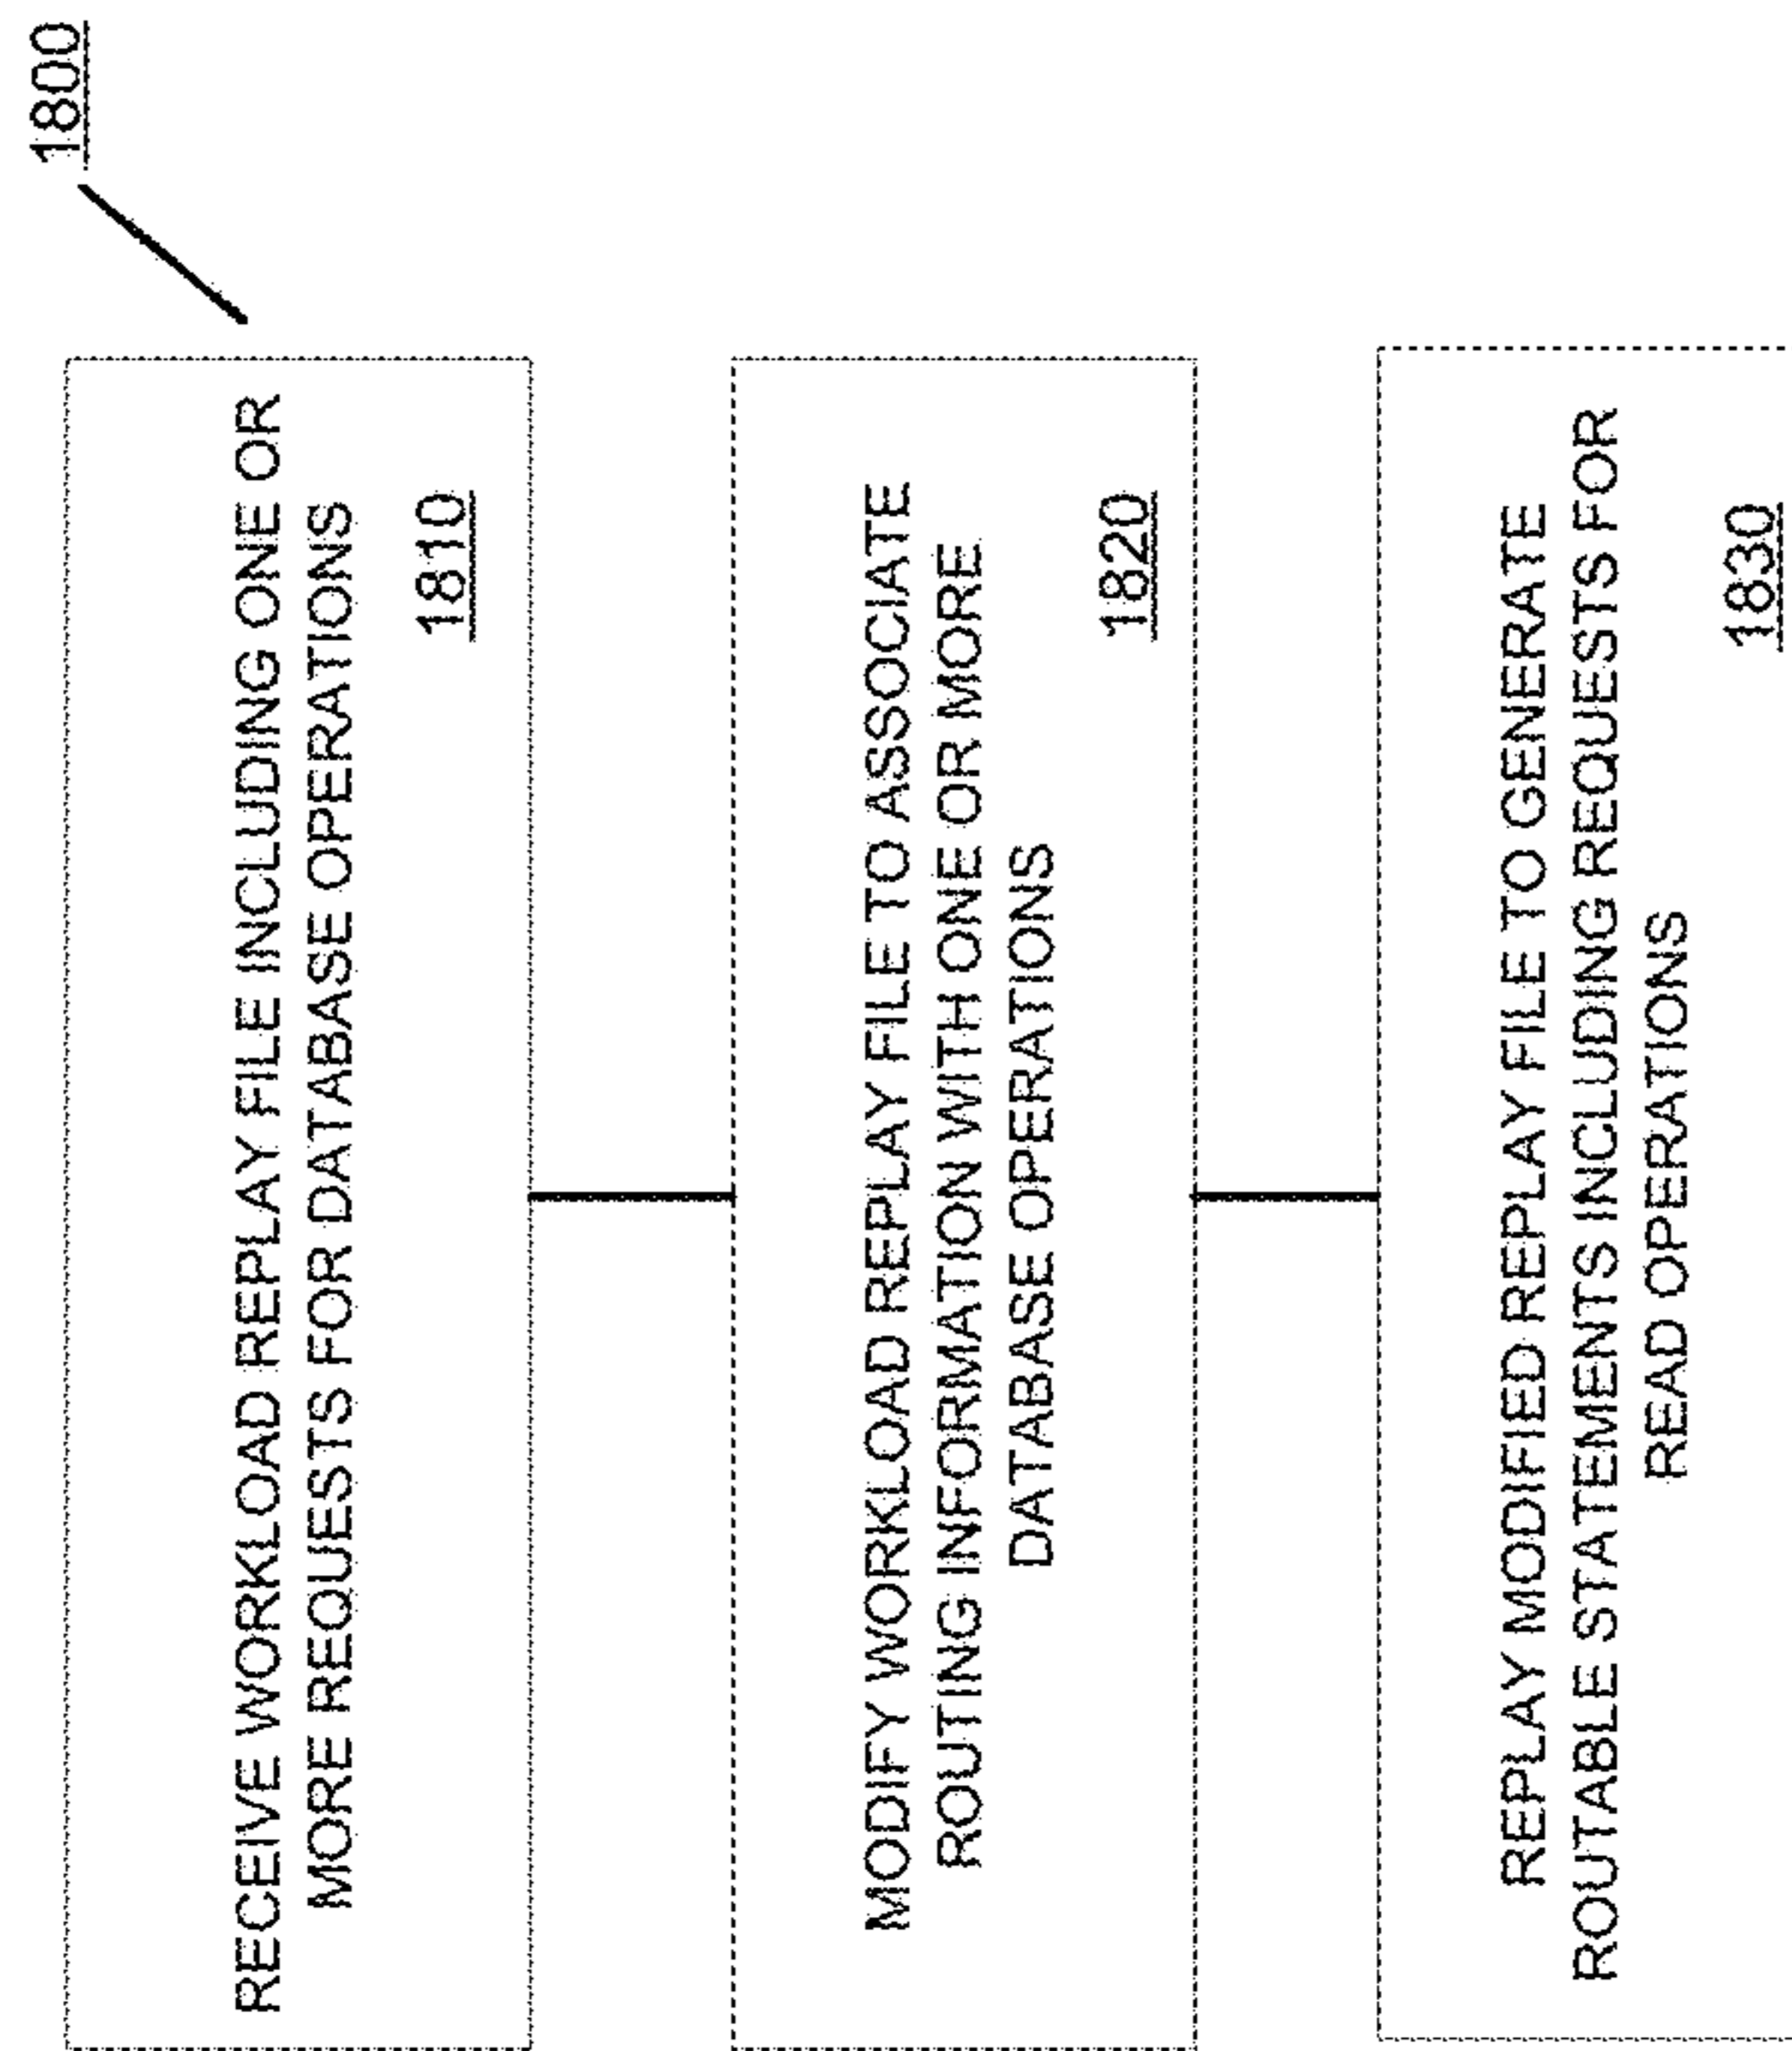 1800
RECEIVE WORKLOAD REPLAY FILE INCLUDING ONE OR
MORE REQUESTS FOR DATABASE OPERATIONS
1810
MODIFY WORKLOAD REPLAY FILE TO ASSOCIATE
ROUTING INFORMATION WITH ONE OR MORE
DATABASE OPERATIONS
1820
REPLAY MODIFIED REPLAY FILE TO GENERATE
ROUTABLE STATEMENTS INCLUDING REQUESTS FOR
READ OPERATIONS
1830